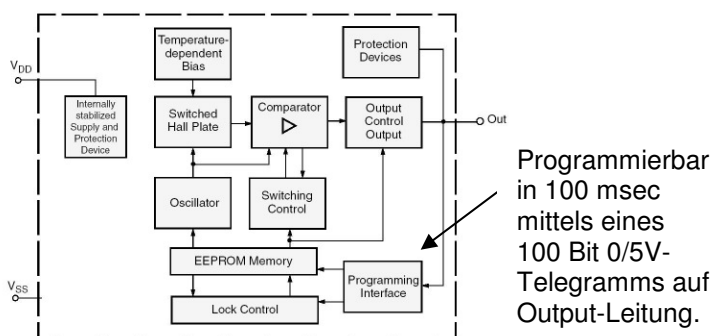 Temperature-
dependent
Bias
Protection
Devices
V_DD
Internally
stabilized
Supply and
Protection
Device
Switched
Hall Plate
Comparator
Output
Control
Output
Out
Oscillator
Switching
Control
EEPROM Memory
Lock Control
Programming
Interface
V_SS
Programmierbar
in 100 msec
mittels eines
100 Bit 0/5V-
Telegramms auf
Output-Leitung.